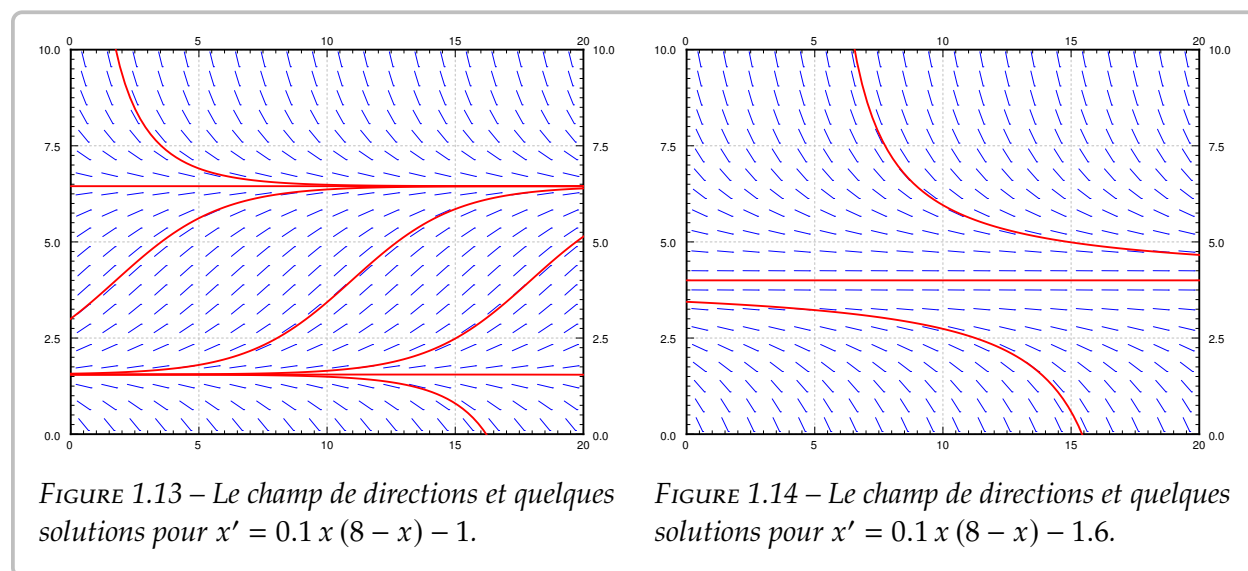 0 5 10 15 20
10.0 10.0
7.5 7.5
5.0 5.0
2.5 2.5
0.0 0.0
0 5 10 15 20
FIGURE 1.13 – Le champ de directions et quelques
solutions pour x′ = 0.1 x (8 − x) − 1.
0 5 10 15 20
10.0 10.0
7.5 7.5
5.0 5.0
2.5 2.5
0.0 0.0
0 5 10 15 20
FIGURE 1.14 – Le champ de directions et quelques
solutions pour x′ = 0.1 x (8 − x) − 1.6.